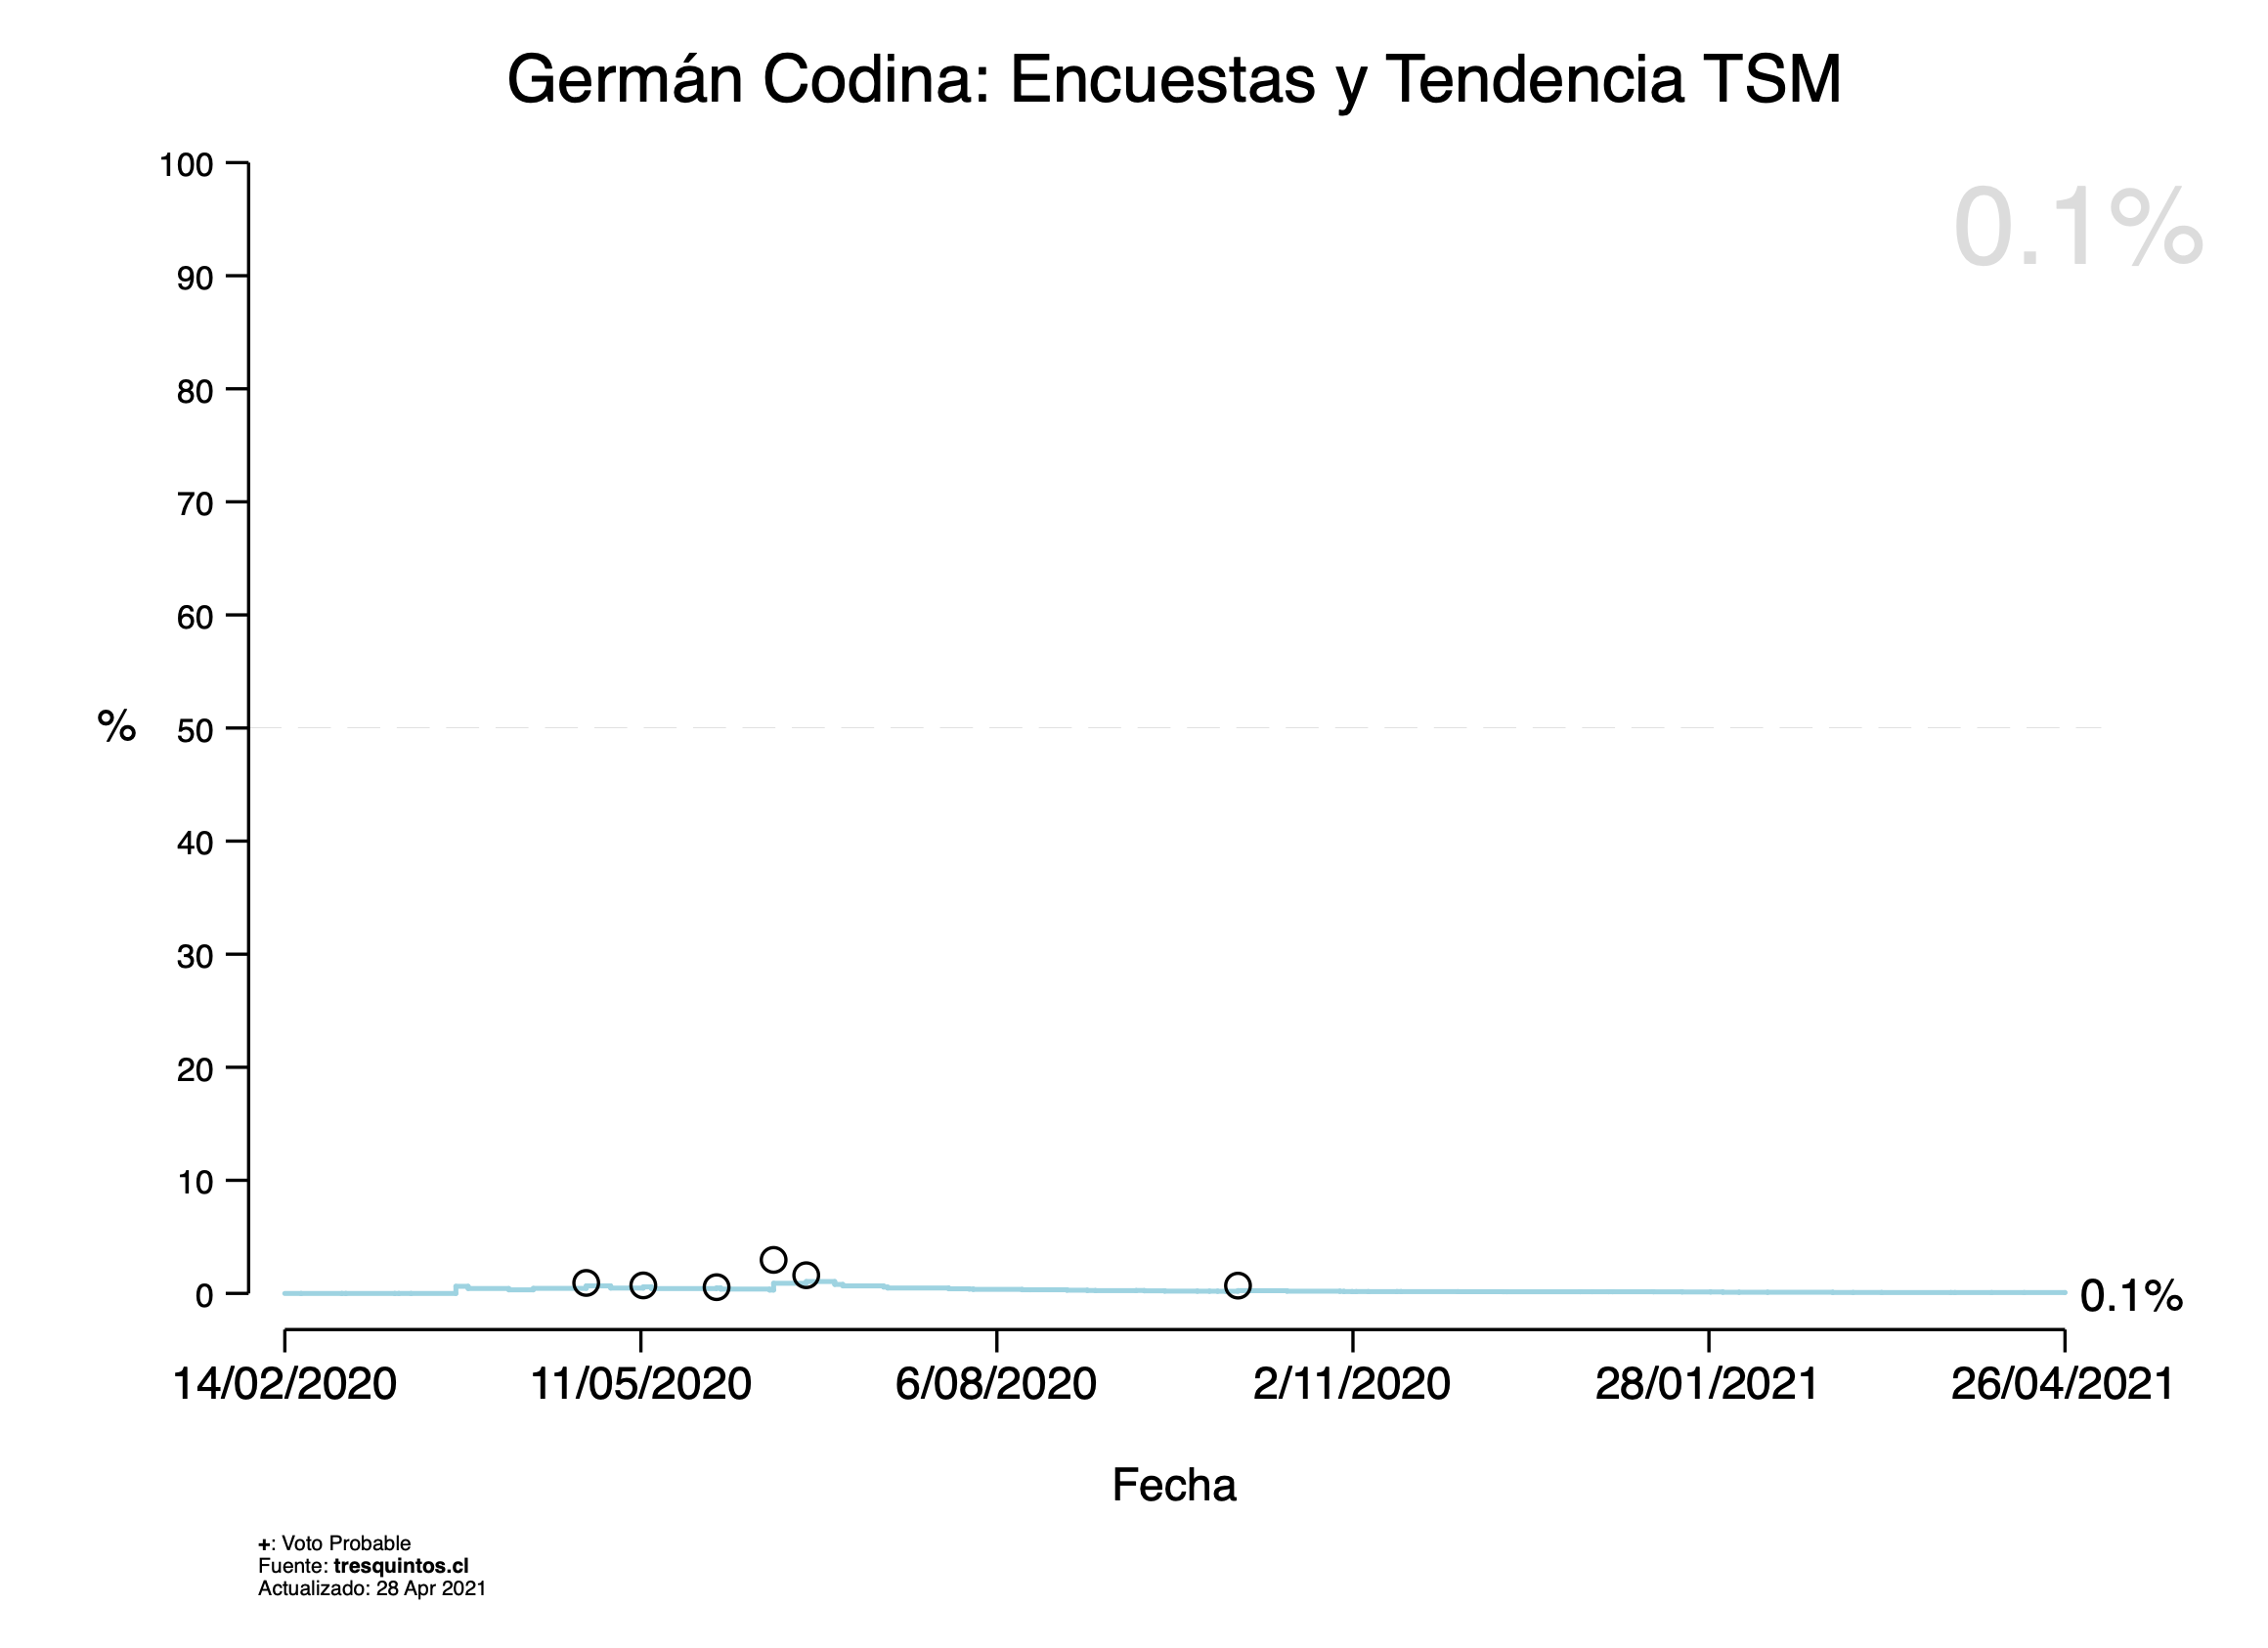 Germán Codina: Encuestas y Tendencia TSM
0.1%
100
90
80
70
60
50
%
40
30
20
10
0
0.1%
14/02/2020 11/05/2020 6/08/2020 2/11/2020 28/01/2021 26/04/2021
Fecha
+: Voto Probable
Fuente: tresquintos.cl
Actualizado: 28 Apr 2021